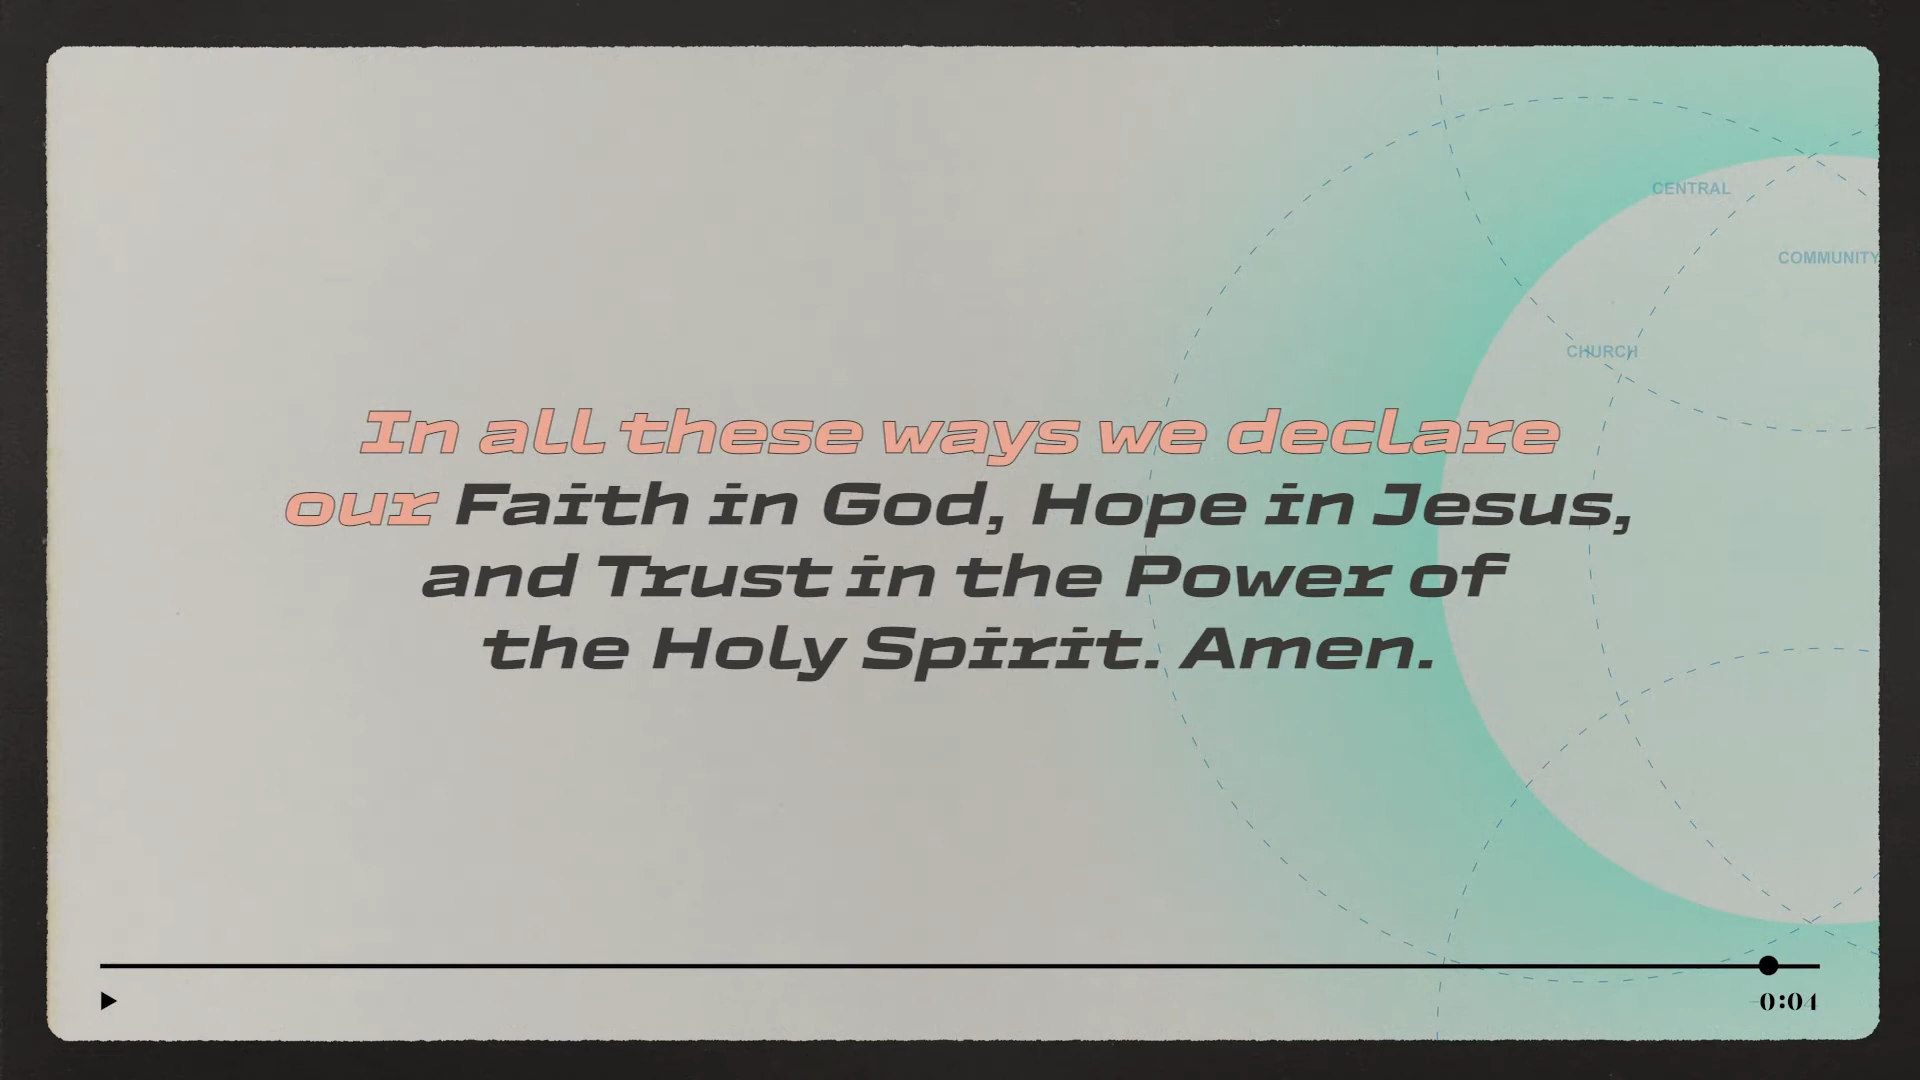 CENTRAL
COMMUNITY
CHURCH
In all these ways we declare
our Faith in God, Hope in Jesus,
and Trust in the Power of
the Holy Spirit. Amen.
-0:04